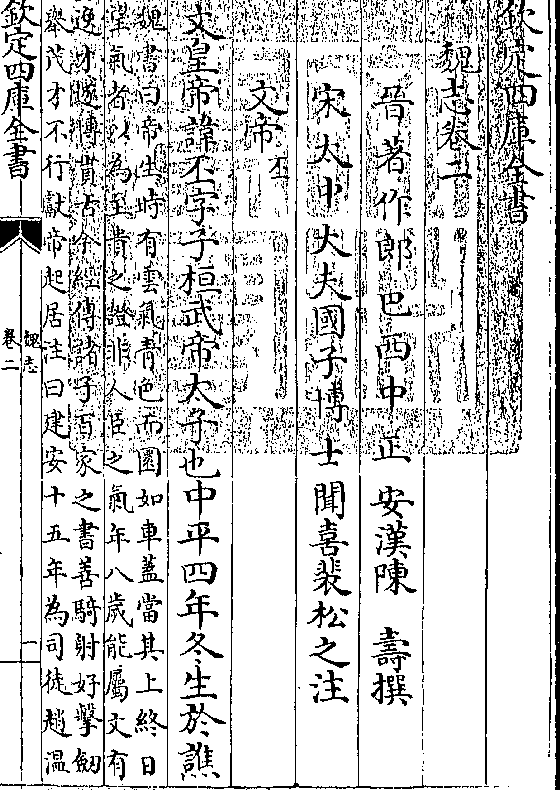 欽定四庫全書
魏志卷二
晉著作郎巴西中正安漢陳壽撰
宋太中大夫國子博士聞喜裴松之注
文帝丕
文皇帝諱丕字子桓武帝太子也中平四年冬生於譙
魏書曰帝生時有雲氣青色而圜如車蓋當其上終日
望氣者以為至貴之證非人臣之氣年八歲能屬文有
逸才遂博貫古今經傳諸子百家之書善騎射好擊劒
舉茂才不行獻帝起居注曰建安十五年為司徒趙温
欽定四庫全書
魏志
卷二
一